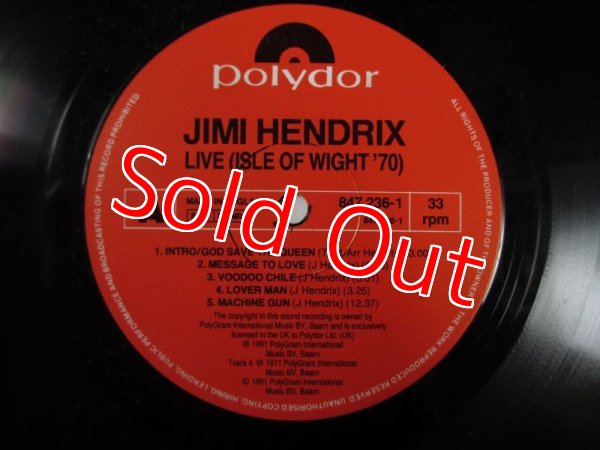 polydor
JIMI HENDRIX
LIVE (ISLE OF WIGHT '70)
847 236-1
33
rpm
Sold Out
1. INTRO/GOD SAVE QUEEN
2. MESSAGE TO LOVE (J
3. VOODOO CHILE (J Hendrix)
4. LOVER MAN (J Hendrix) (3.25)
5. MACHINE GUN (J Hendrix) (12.37)
The copyright in this sound recording is owned by
PolyGram International Music BV, Baarn and is exclusively
licensed in the UK to Polydor Ltd. (UK)
℗ 1991 PolyGram International
Music BV, Baarn
Track 4. ℗ 1971 PolyGram International
Music BV, Baarn
© 1991 PolyGram International
Music BV, Baarn
ALL RIGHTS OF THE PRODUCER AND OF THE OWNER THE WORK REPRODUCED RESERVED. UNAUTHORISED COPYING, HIRING, LENDING, PUBLIC PERFORMANCE AND BROADCASTING OF THIS RECORD PROHIBITED.